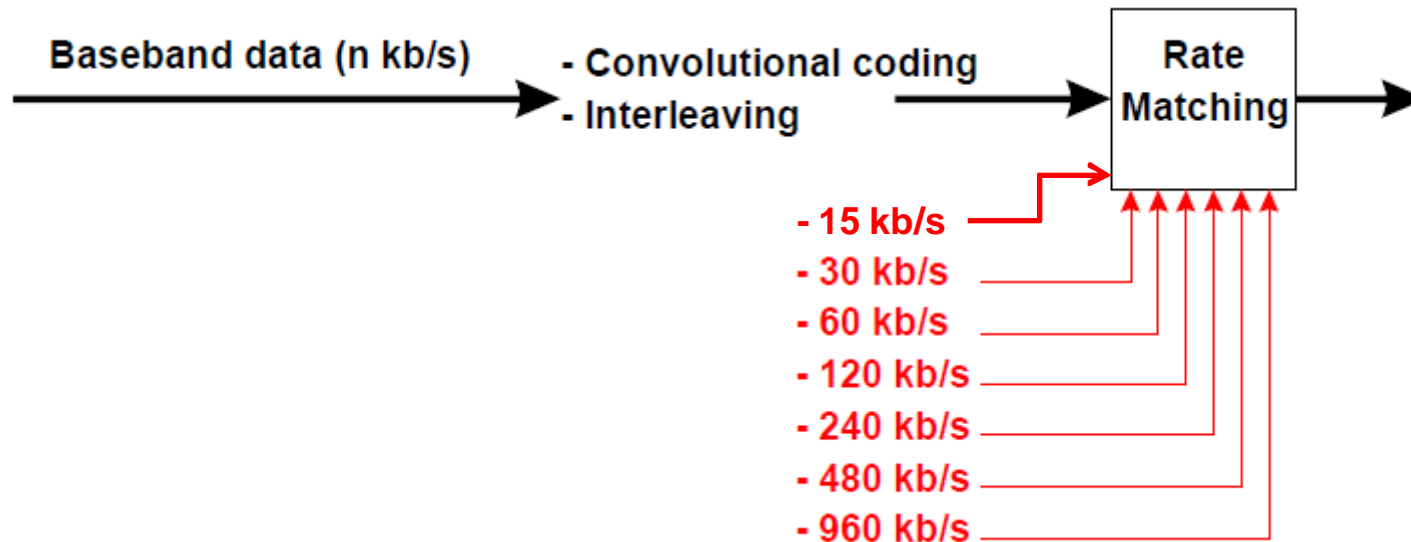 Baseband data (n kb/s)
- Convolutional coding
- Interleaving
Rate
Matching
- 15 kb/s
- 30 kb/s
- 60 kb/s
- 120 kb/s
- 240 kb/s
- 480 kb/s
- 960 kb/s